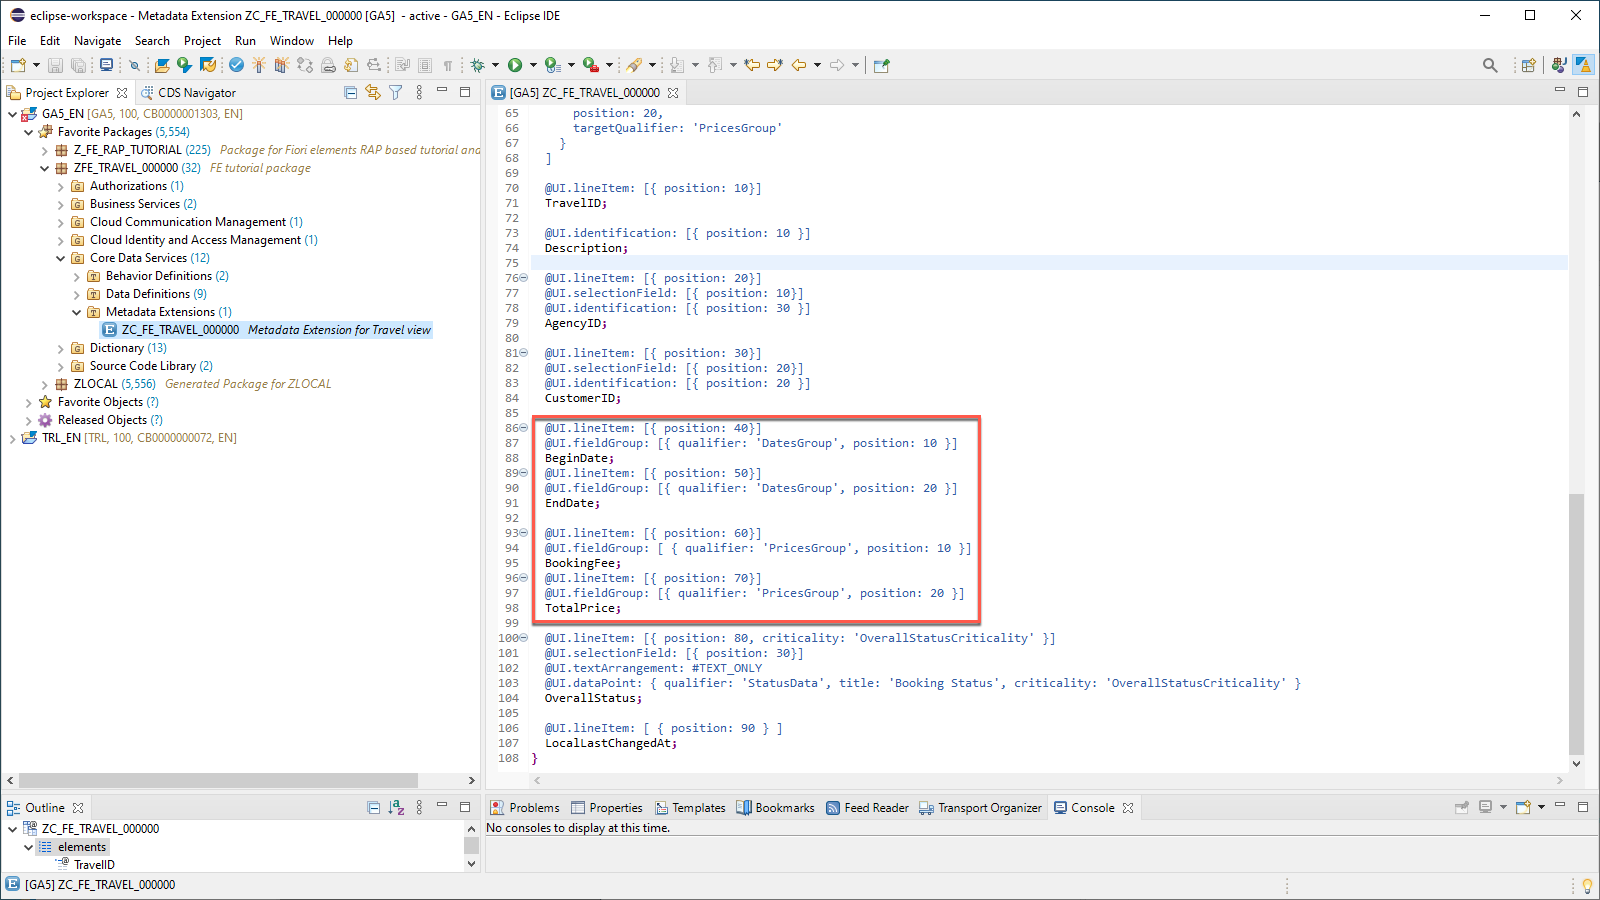 eclipse-workspace - Metadata Extension ZC_FE_TRAVEL_000000 [GA5] - active - GA5_EN - Eclipse IDE
File Edit Navigate Search Project Run Window Help
Project Explorer CDS Navigator
GA5_EN [GA5, 100, CB0000001303, EN]
Favorite Packages (5,554)
Z_FE_RAP_TUTORIAL (225) Package for Fiori elements RAP based tutorial and
ZFE_TRAVEL_000000 (32) FE tutorial package
Authorizations (1)
Business Services (2)
Cloud Communication Management (1)
Cloud Identity and Access Management (1)
Core Data Services (12)
Behavior Definitions (2)
Data Definitions (9)
Metadata Extensions (1)
ZC_FE_TRAVEL_000000 Metadata Extension for Travel view
Dictionary (13)
Source Code Library (2)
ZLOCAL (5,556) Generated Package for ZLOCAL
Favorite Objects (?)
Released Objects (?)
TRL_EN [TRL, 100, CB0000000072, EN]
[GA5] ZC_FE_TRAVEL_000000
65 position: 20,
66 targetQualifier: 'PricesGroup'
67 }
68 ]
69
70 @UI.lineItem: [{ position: 10}]
71 TravelID;
72
73 @UI.identification: [{ position: 10 }]
74 Description;
75
76 @UI.lineItem: [{ position: 20}]
77 @UI.selectionField: [{ position: 10}]
78 @UI.identification: [{ position: 30 }]
79 AgencyID;
80
81 @UI.lineItem: [{ position: 30}]
82 @UI.selectionField: [{ position: 20}]
83 @UI.identification: [{ position: 20 }]
84 CustomerID;
85
86 @UI.lineItem: [{ position: 40}]
87 @UI.fieldGroup: [{ qualifier: 'DatesGroup', position: 10 }]
88 BeginDate;
89 @UI.lineItem: [{ position: 50}]
90 @UI.fieldGroup: [{ qualifier: 'DatesGroup', position: 20 }]
91 EndDate;
92
93 @UI.lineItem: [{ position: 60}]
94 @UI.fieldGroup: [ { qualifier: 'PricesGroup', position: 10 }]
95 BookingFee;
96 @UI.lineItem: [{ position: 70}]
97 @UI.fieldGroup: [{ qualifier: 'PricesGroup', position: 20 }]
98 TotalPrice;
99
100 @UI.lineItem: [{ position: 80, criticality: 'OverallStatusCriticality' }]
101 @UI.selectionField: [{ position: 30}]
102 @UI.textArrangement: #TEXT_ONLY
103 @UI.dataPoint: { qualifier: 'StatusData', title: 'Booking Status', criticality: 'OverallStatusCriticality' }
104 OverallStatus;
105
106 @UI.lineItem: [ { position: 90 } ]
107 LocalLastChangedAt;
108 }
Outline
ZC_FE_TRAVEL_000000
elements
TravelID
Problems Properties Templates Bookmarks Feed Reader Transport Organizer Console
No consoles to display at this time.
[GA5] ZC_FE_TRAVEL_000000